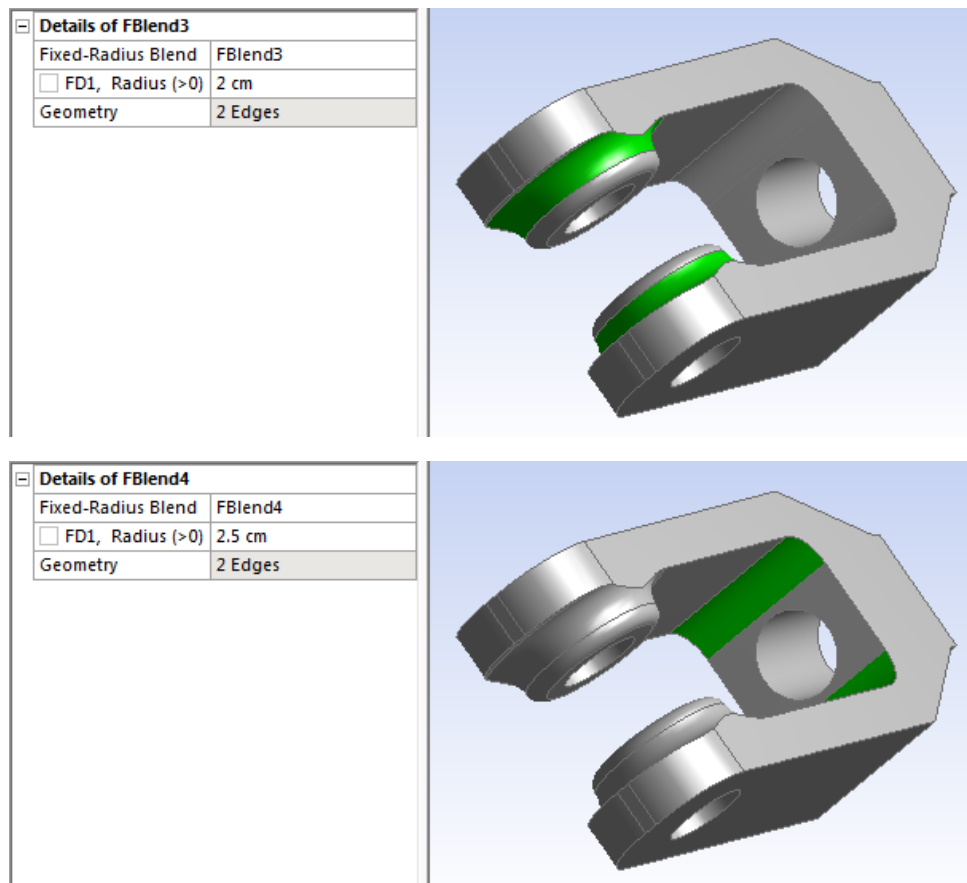 Details of FBlend3
Fixed-Radius Blend FBlend3
FD1, Radius (>0) 2 cm
Geometry 2 Edges
Details of FBlend4
Fixed-Radius Blend FBlend4
FD1, Radius (>0) 2.5 cm
Geometry 2 Edges